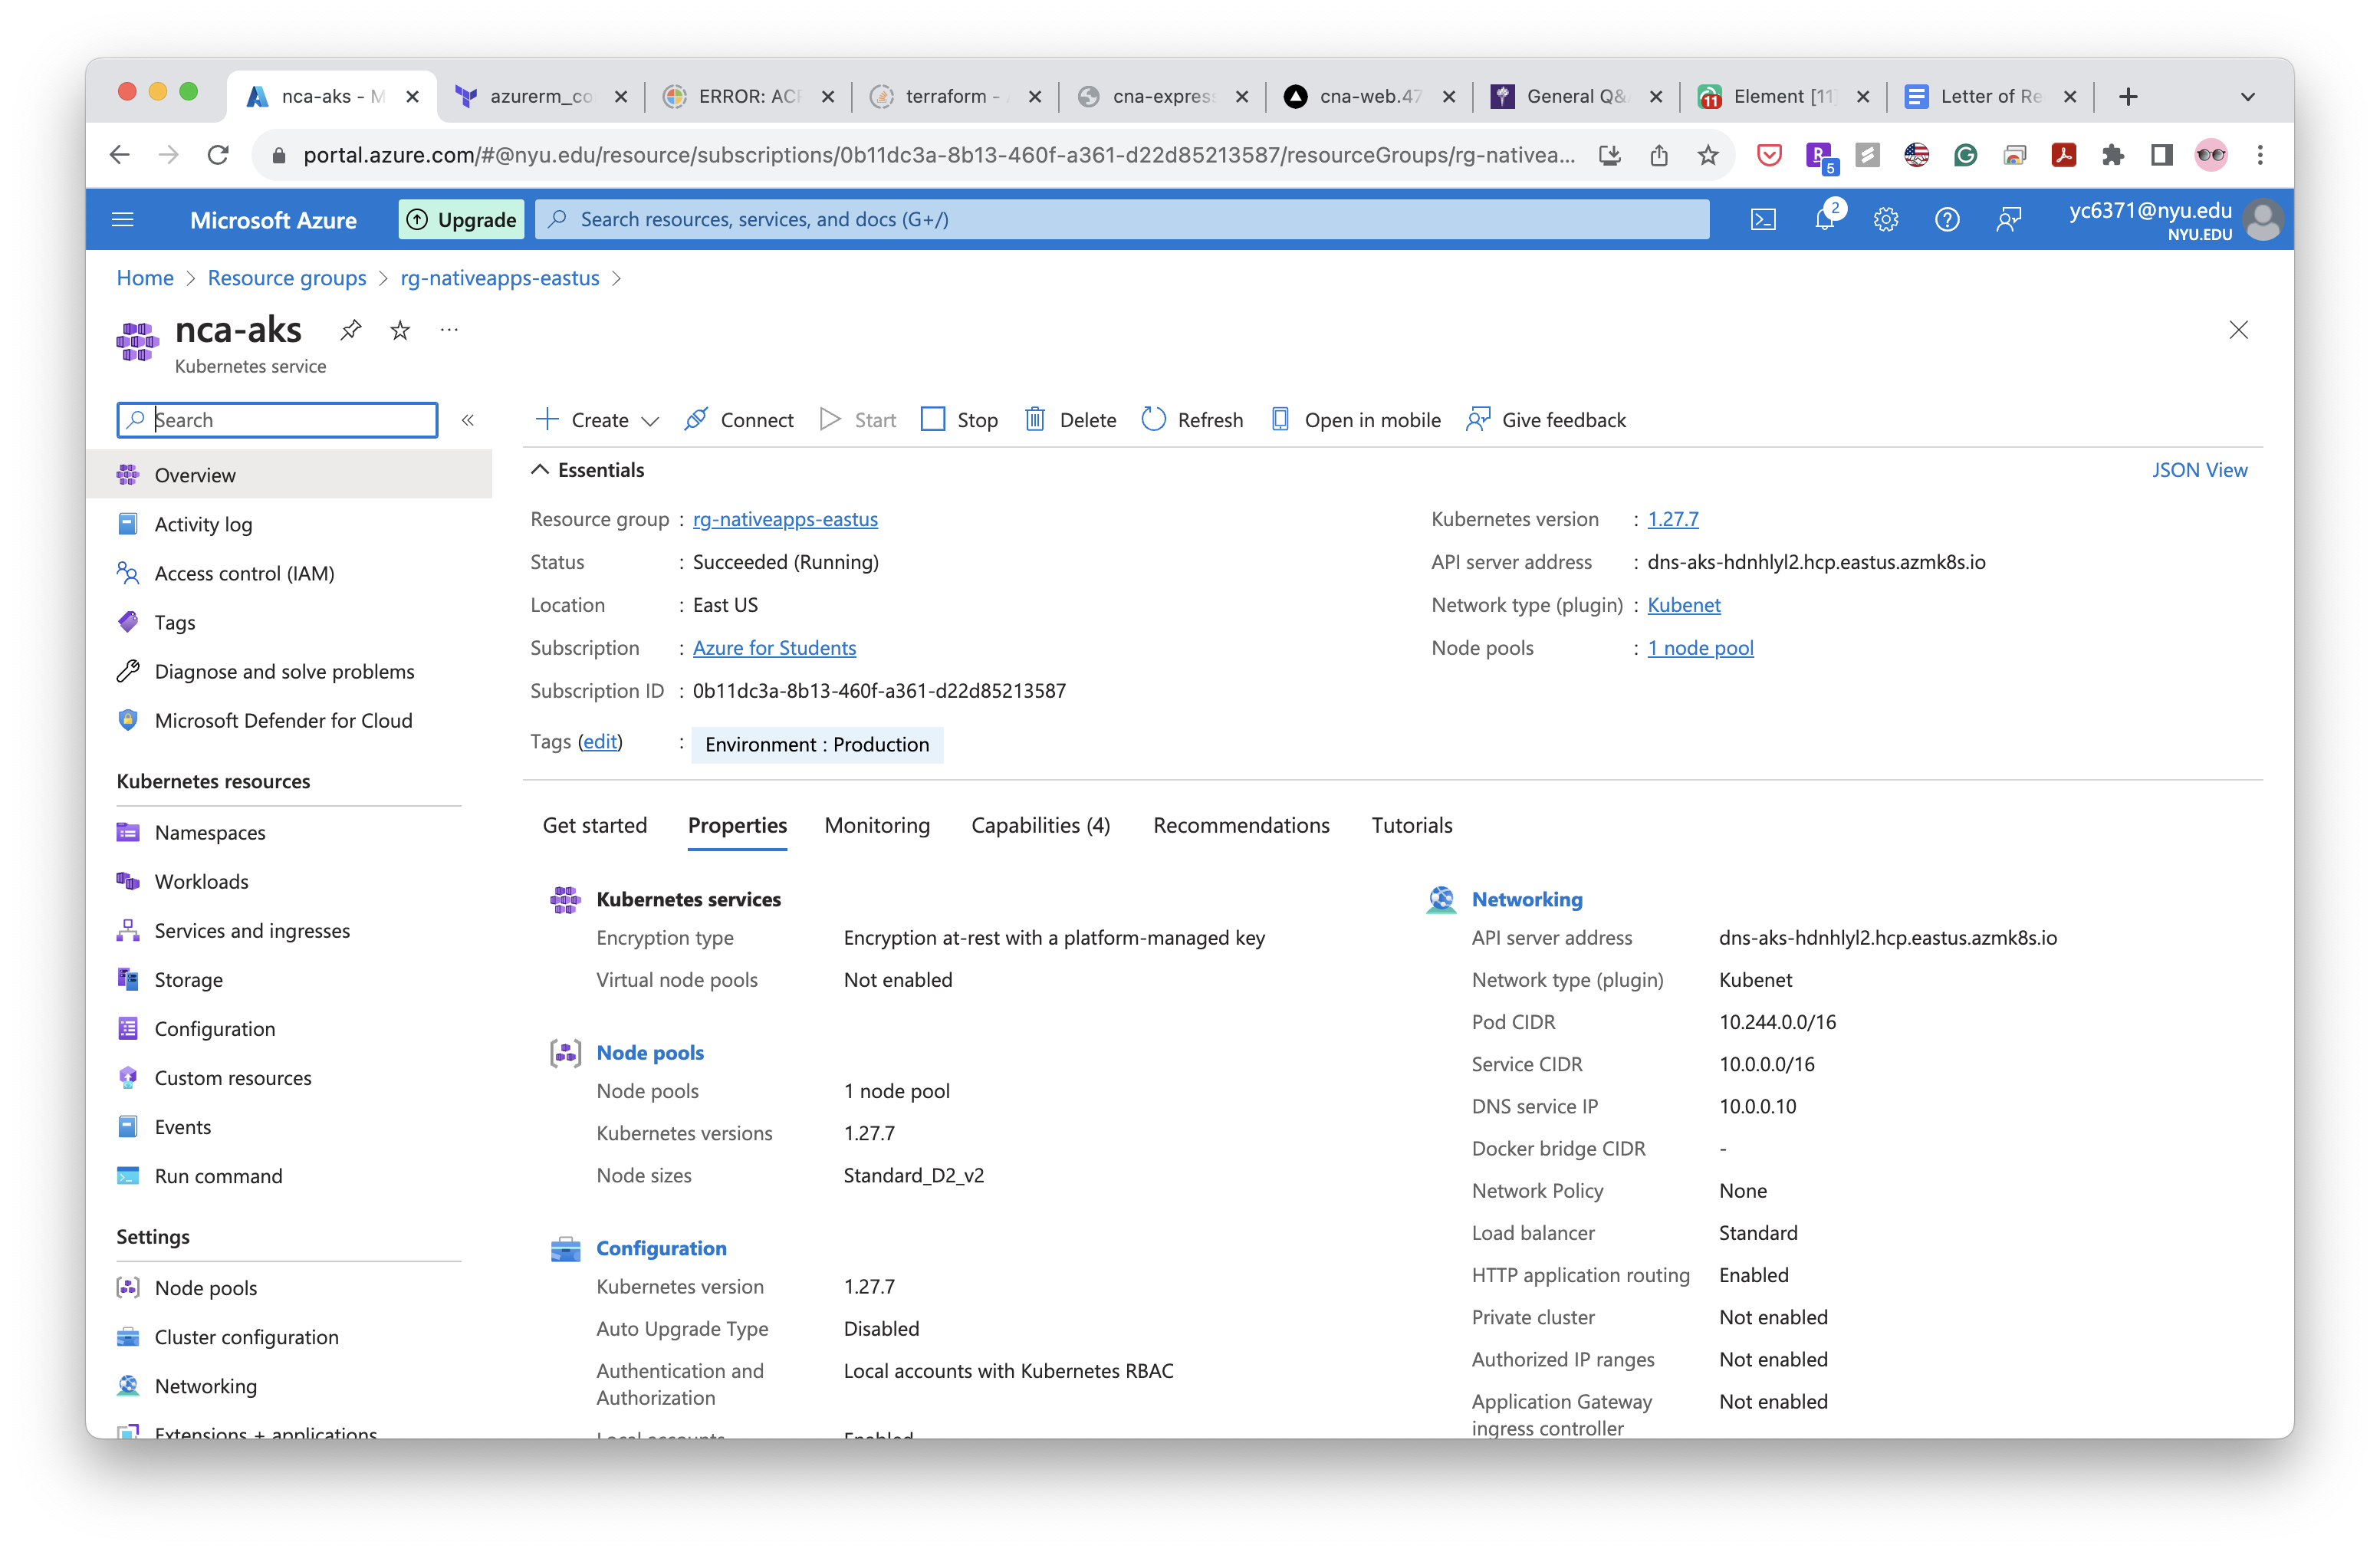 nca-aks - M
azurerm_co
ERROR: ACR
terraform -
cna-express
cna-web.47
General Q&
11
Element [11]
Letter of Re
portal.azure.com/#@nyu.edu/resource/subscriptions/0b11dc3a-8b13-460f-a361-d22d85213587/resourceGroups/rg-nativea...
5
Microsoft Azure
Upgrade
Search resources, services, and docs (G+/)
2
yc6371@nyu.edu
NYU.EDU
Home > Resource groups > rg-nativeapps-eastus >
nca-aks
Kubernetes service
Search
Create
Connect
Start
Stop
Delete
Refresh
Open in mobile
Give feedback
Overview
Activity log
Access control (IAM)
Tags
Diagnose and solve problems
Microsoft Defender for Cloud
Kubernetes resources
Namespaces
Workloads
Services and ingresses
Storage
Configuration
Custom resources
Events
Run command
Settings
Node pools
Cluster configuration
Networking
Extensions + applications
Essentials
JSON View
Resource group : rg-nativeapps-eastus
Status : Succeeded (Running)
Location : East US
Subscription : Azure for Students
Subscription ID : 0b11dc3a-8b13-460f-a361-d22d85213587
Tags (edit) : Environment : Production
Kubernetes version : 1.27.7
API server address : dns-aks-hdnhlyl2.hcp.eastus.azmk8s.io
Network type (plugin) : Kubenet
Node pools : 1 node pool
Get started
Properties
Monitoring
Capabilities (4)
Recommendations
Tutorials
Kubernetes services
Encryption type Encryption at-rest with a platform-managed key
Virtual node pools Not enabled
Node pools
Node pools 1 node pool
Kubernetes versions 1.27.7
Node sizes Standard_D2_v2
Configuration
Kubernetes version 1.27.7
Auto Upgrade Type Disabled
Authentication and Local accounts with Kubernetes RBAC
Authorization
Local accounts Enabled
Networking
API server address dns-aks-hdnhlyl2.hcp.eastus.azmk8s.io
Network type (plugin) Kubenet
Pod CIDR 10.244.0.0/16
Service CIDR 10.0.0.0/16
DNS service IP 10.0.0.10
Docker bridge CIDR -
Network Policy None
Load balancer Standard
HTTP application routing Enabled
Private cluster Not enabled
Authorized IP ranges Not enabled
Application Gateway Not enabled
ingress controller